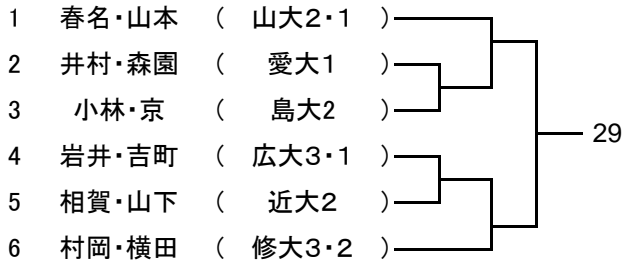 1 春名・山本 ( 山大2・1 )
2 井村・森園 ( 愛大1 )
3 小林・京 ( 島大2 )
29
4 岩井・吉町 ( 広大3・1 )
5 相賀・山下 ( 近大2 )
6 村岡・横田 ( 修大3・2 )